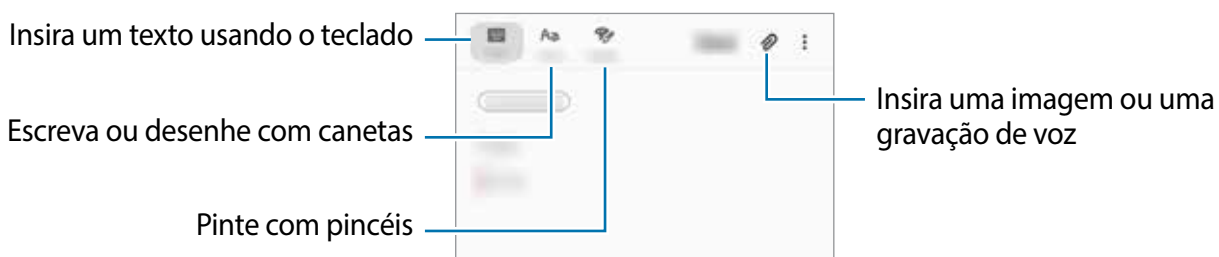 Insira um texto usando o teclado
Aa
Escreva ou desenhe com canetas
Pinte com pincéis
Insira uma imagem ou uma
gravação de voz